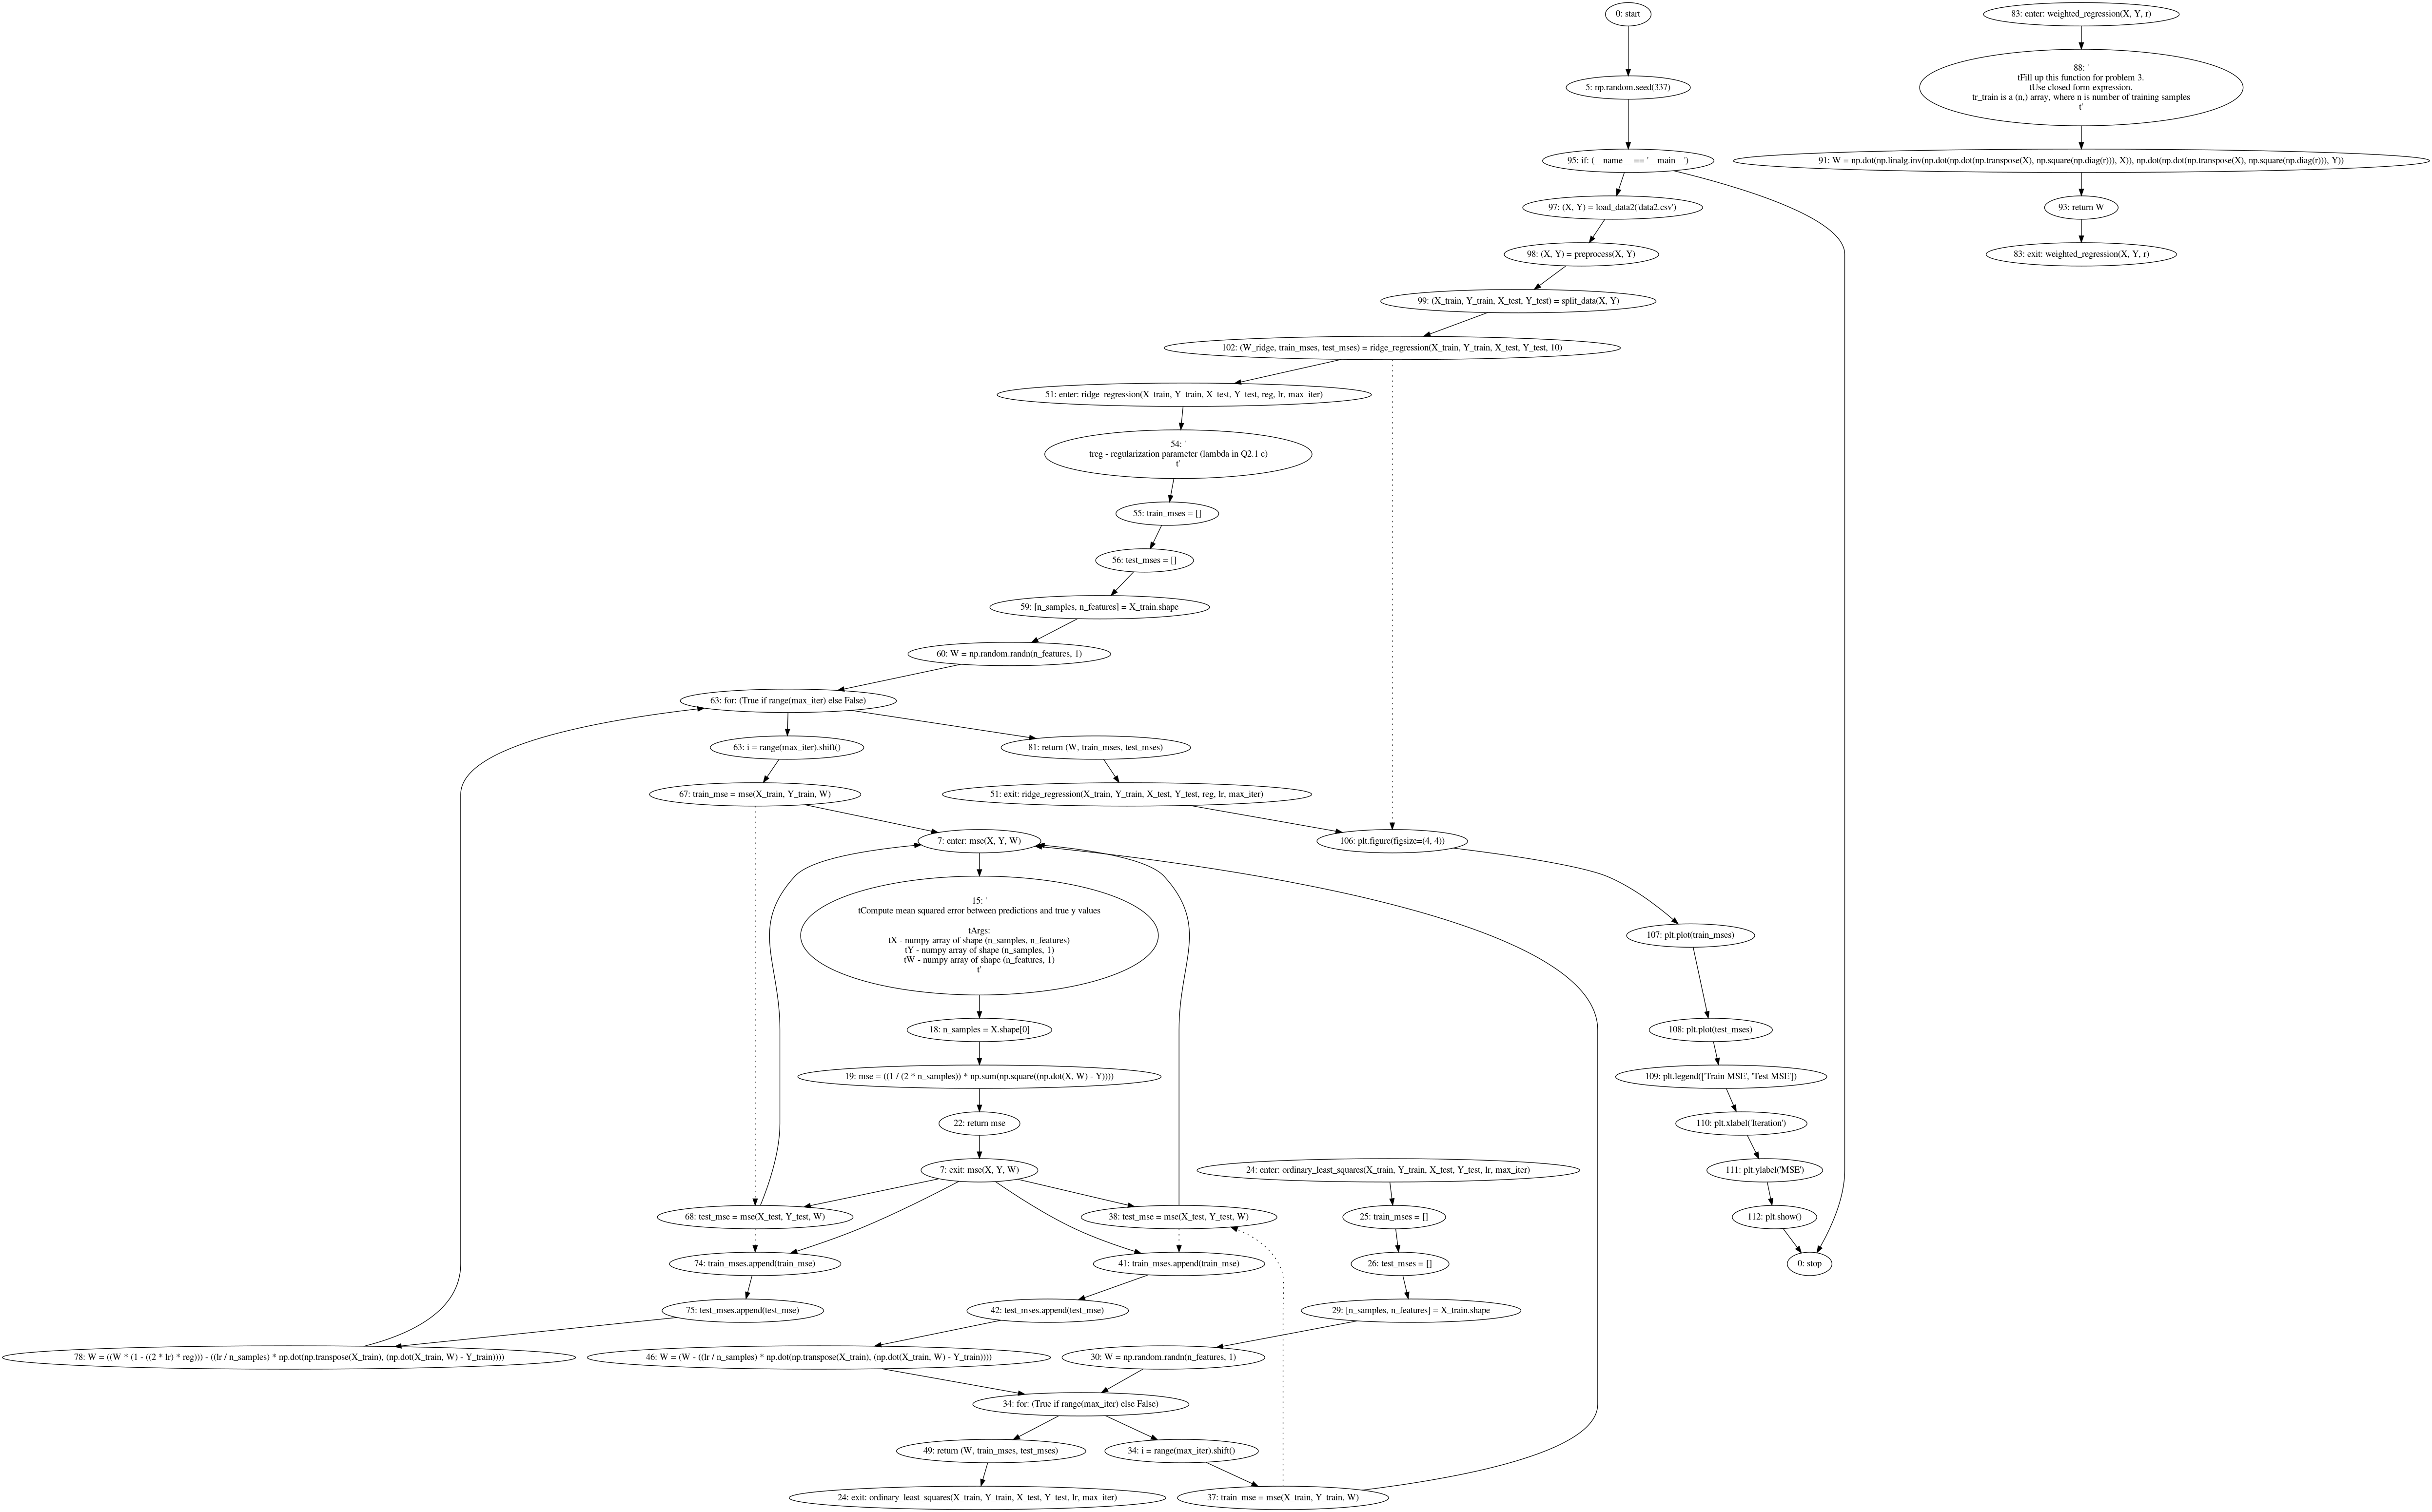 0: start
5: np.random.seed(337)
95: if: (__name__ == '__main__')
97: (X, Y) = load_data2('data2.csv')
98: (X, Y) = preprocess(X, Y)
99: (X_train, Y_train, X_test, Y_test) = split_data(X, Y)
102: (W_ridge, train_mses, test_mses) = ridge_regression(X_train, Y_train, X_test, Y_test, 10)
51: enter: ridge_regression(X_train, Y_train, X_test, Y_test, reg, lr, max_iter)
54: '
treg - regularization parameter (lambda in Q2.1 c)
t'
55: train_mses = []
56: test_mses = []
59: [n_samples, n_features] = X_train.shape
60: W = np.random.randn(n_features, 1)
63: for: (True if range(max_iter) else False)
63: i = range(max_iter).shift()
81: return (W, train_mses, test_mses)
67: train_mse = mse(X_train, Y_train, W)
51: exit: ridge_regression(X_train, Y_train, X_test, Y_test, reg, lr, max_iter)
7: enter: mse(X, Y, W)
106: plt.figure(figsize=(4, 4))
15: '
tCompute mean squared error between predictions and true y values
tArgs:
tX - numpy array of shape (n_samples, n_features)
tY - numpy array of shape (n_samples, 1)
tW - numpy array of shape (n_features, 1)
t'
107: plt.plot(train_mses)
18: n_samples = X.shape[0]
108: plt.plot(test_mses)
19: mse = ((1 / (2 * n_samples)) * np.sum(np.square((np.dot(X, W) - Y))))
109: plt.legend(['Train MSE', 'Test MSE'])
22: return mse
110: plt.xlabel('Iteration')
7: exit: mse(X, Y, W)
24: enter: ordinary_least_squares(X_train, Y_train, X_test, Y_test, lr, max_iter)
111: plt.ylabel('MSE')
68: test_mse = mse(X_test, Y_test, W)
38: test_mse = mse(X_test, Y_test, W)
25: train_mses = []
112: plt.show()
74: train_mses.append(train_mse)
41: train_mses.append(train_mse)
26: test_mses = []
0: stop
75: test_mses.append(test_mse)
42: test_mses.append(test_mse)
29: [n_samples, n_features] = X_train.shape
78: W = ((W * (1 - ((2 * lr) * reg))) - ((lr / n_samples) * np.dot(np.transpose(X_train), (np.dot(X_train, W) - Y_train))))
46: W = (W - ((lr / n_samples) * np.dot(np.transpose(X_train), (np.dot(X_train, W) - Y_train))))
30: W = np.random.randn(n_features, 1)
34: for: (True if range(max_iter) else False)
49: return (W, train_mses, test_mses)
34: i = range(max_iter).shift()
24: exit: ordinary_least_squares(X_train, Y_train, X_test, Y_test, lr, max_iter)
37: train_mse = mse(X_train, Y_train, W)
83: enter: weighted_regression(X, Y, r)
88: '
tFill up this function for problem 3.
tUse closed form expression.
tr_train is a (n,) array, where n is number of training samples
t'
91: W = np.dot(np.linalg.inv(np.dot(np.dot(np.transpose(X), np.square(np.diag(r))), X)), np.dot(np.dot(np.transpose(X), np.square(np.diag(r))), Y))
93: return W
83: exit: weighted_regression(X, Y, r)